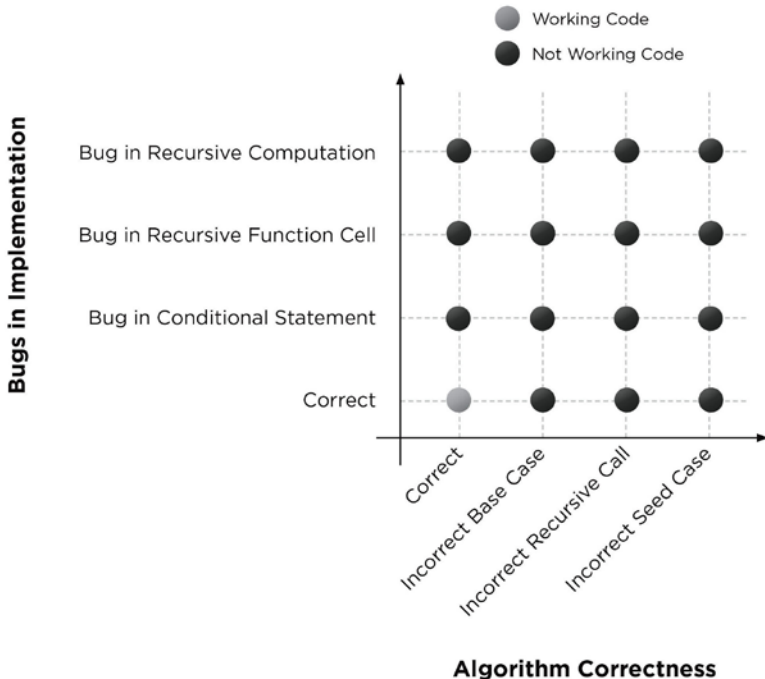 Working Code
Not Working Code
Bugs in Implementation
Bug in Recursive Computation
Bug in Recursive Function Cell
Bug in Conditional Statement
Correct
Correct
Incorrect Base Case
Incorrect Recursive Call
Incorrect Seed Case
Algorithm Correctness